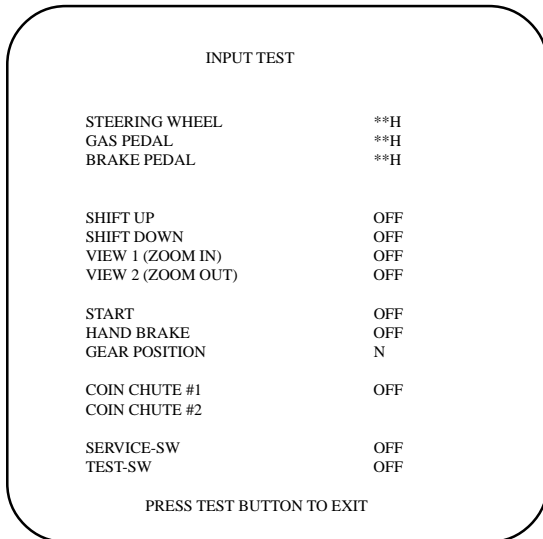 INPUT TEST
STEERING WHEEL **H
GAS PEDAL **H
BRAKE PEDAL **H
SHIFT UP OFF
SHIFT DOWN OFF
VIEW 1 (ZOOM IN) OFF
VIEW 2 (ZOOM OUT) OFF
START OFF
HAND BRAKE OFF
GEAR POSITION N
COIN CHUTE #1 OFF
COIN CHUTE #2
SERVICE-SW OFF
TEST-SW OFF
PRESS TEST BUTTON TO EXIT